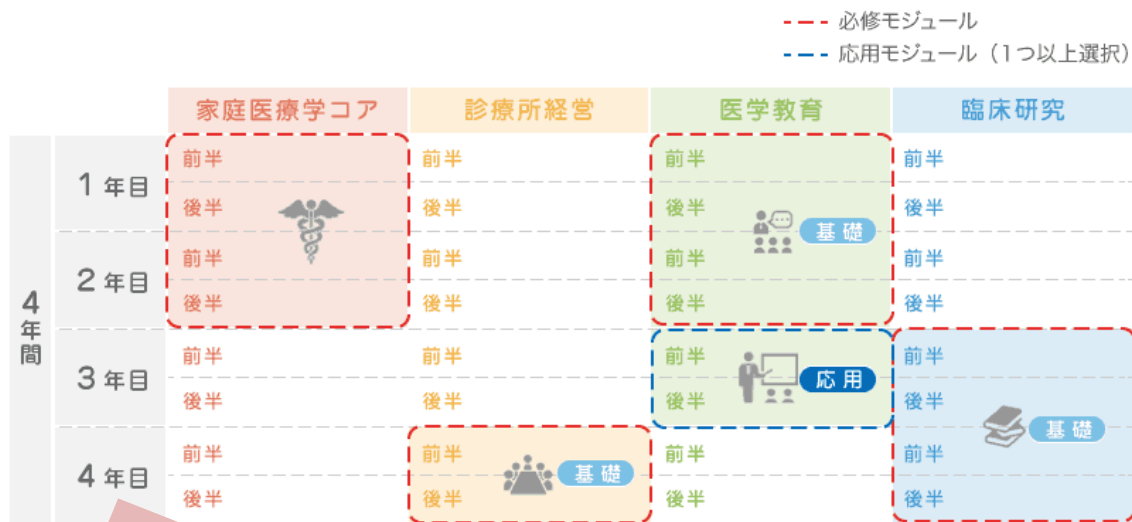 必修モジュール
応用モジュール（1つ以上選択）
家庭医療学コア 診療所経営 医学教育 臨床研究
4年間
1年目
前半 前半 前半 前半
後半 後半 後半 後半
基礎
2年目
前半 前半 前半 前半
後半 後半 後半 後半
3年目
前半 前半 前半 前半
応用
後半 後半 後半 後半
基礎
4年目
前半 前半 前半 前半
基礎
後半 後半 後半 後半